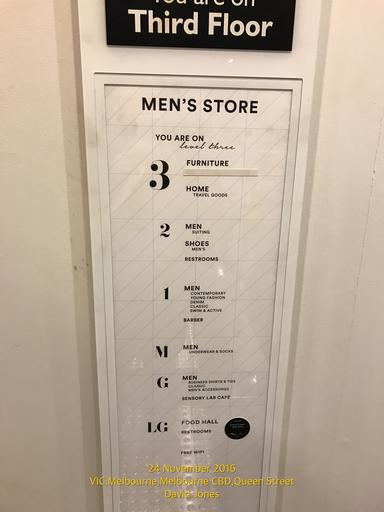 You are on
Third Floor
MEN'S STORE
YOU ARE ON
level three
3
FURNITURE
HOME
TRAVEL GOODS
2
MEN
SUITING
SHOES
MEN'S
RESTROOMS
1
MEN
CONTEMPORARY
YOUNG FASHION
DENIM
CLASSIC
SWIM & ACTIVE
BARBER
M
MEN
UNDERWEAR & SOCKS
G
MEN
BUSINESS SHIRTS & TIES
CLASSIC
MEN'S ACCESSORIES
SENSORY LAB CAFÉ
LG
FOOD HALL
RESTROOMS
FREE WIFI
24 November 2016
VIC,Melbourne,Melbourne CBD,Queen Street
David Jones